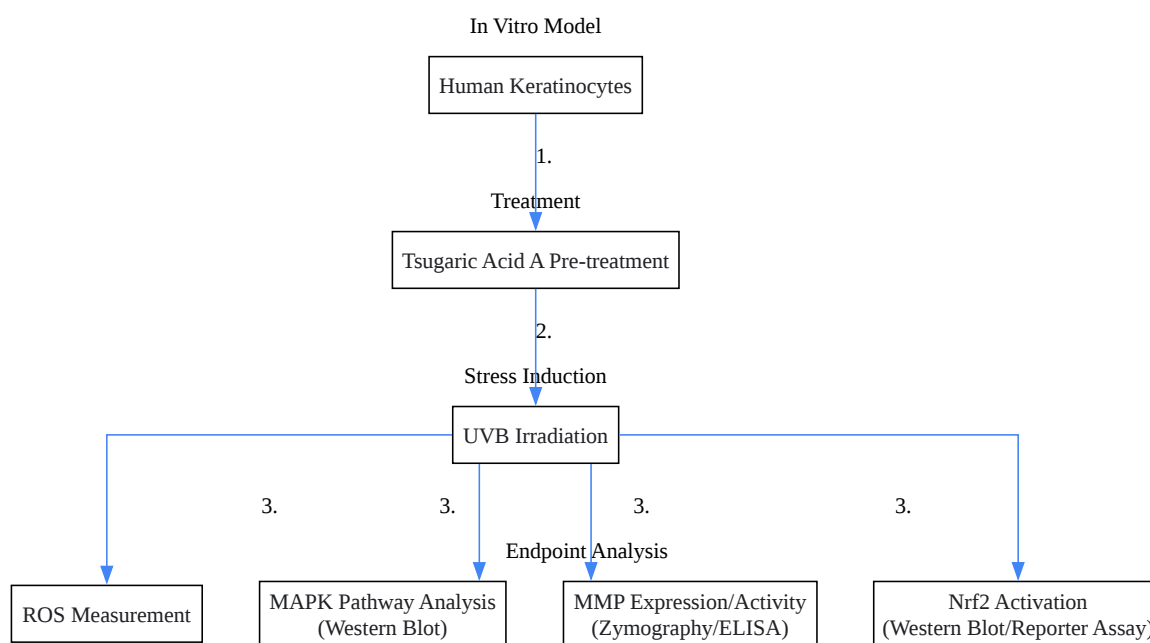 In Vitro Model
Human Keratinocytes
1.
Treatment
Tsugaric Acid A Pre-treatment
2.
Stress Induction
UVB Irradiation
3.
3.
3.
3.
Endpoint Analysis
ROS Measurement
MAPK Pathway Analysis
(Western Blot)
MMP Expression/Activity
(Zymography/ELISA)
Nrf2 Activation
(Western Blot/Reporter Assay)